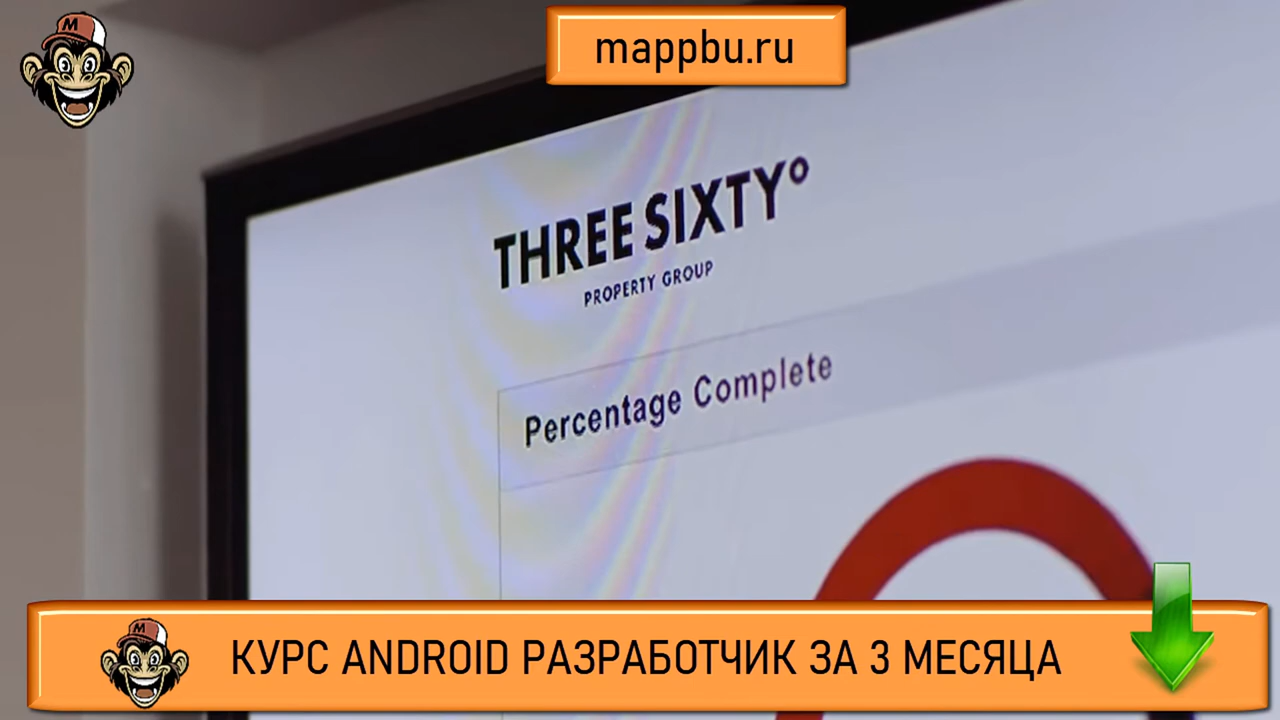 mappbu.ru
M
THREE SIXTY°
PROPERTY GROUP
Percentage Complete
M
КУРС ANDROID РАЗРАБОТЧИК ЗА 3 МЕСЯЦА